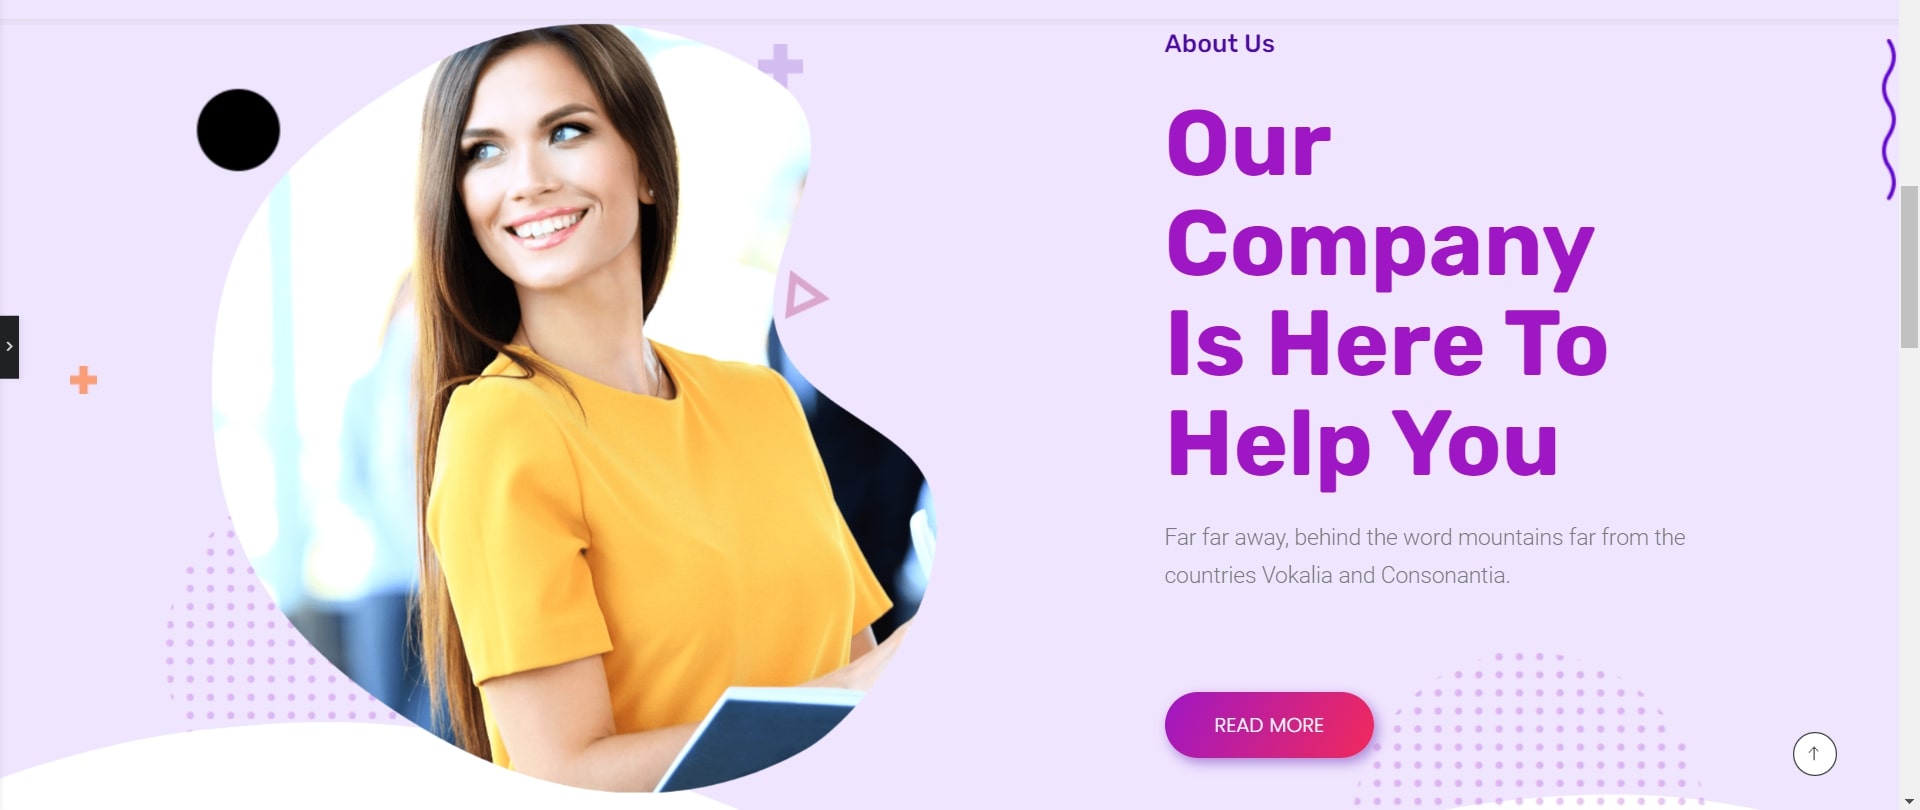 About Us
Our
Company
Is Here To
Help You
Far far away, behind the word mountains far from the
countries Vokalia and Consonantia.
READ MORE